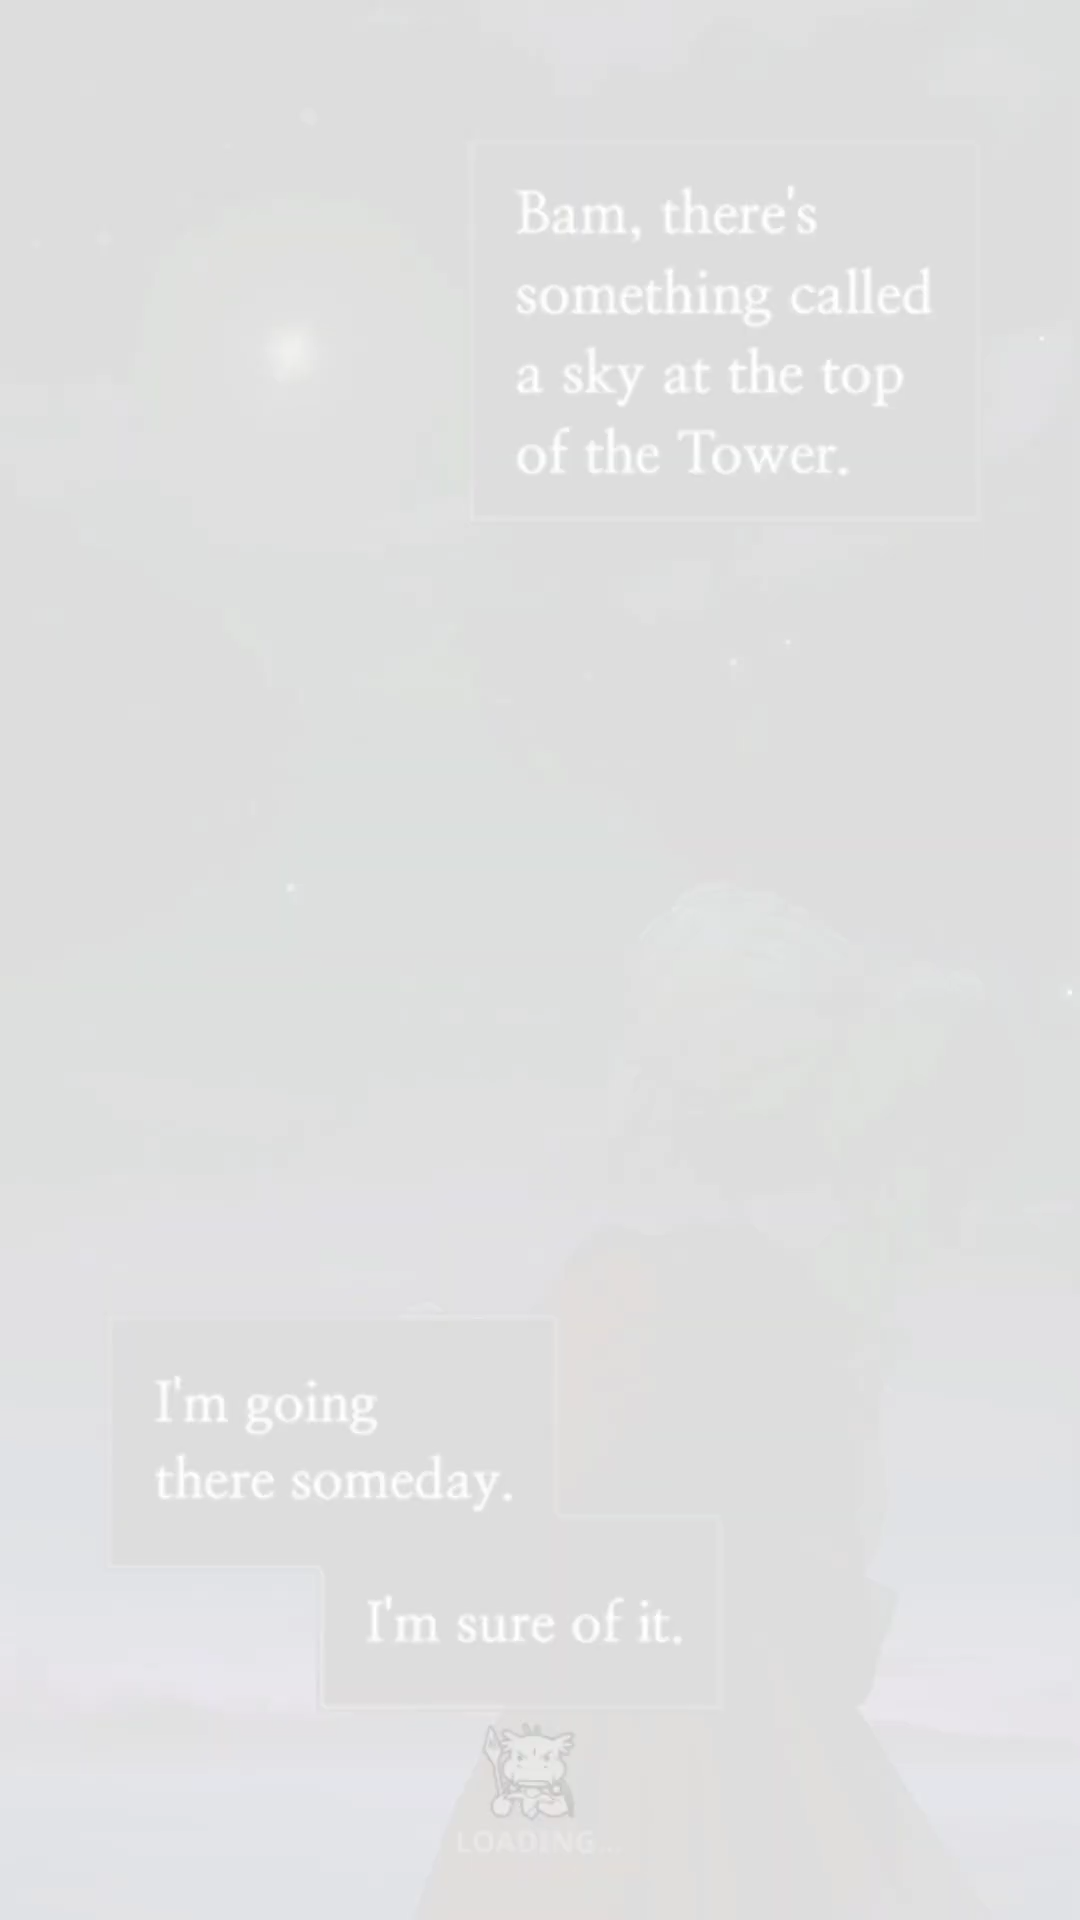 Bam, there's
something called
a sky at the top
of the Tower.
I'm going
there someday.
I'm sure of it.
LOADING...